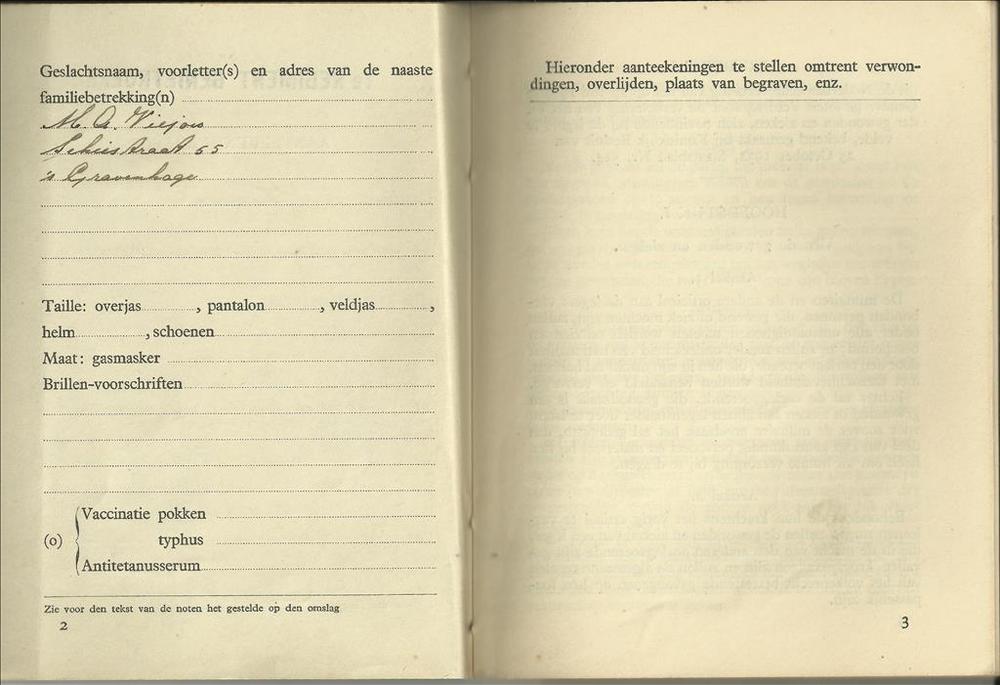 Geslachtsnaam, voorletter(s) en adres van de naaste
familiebetrekking(n)
M. A.
55
's Gravenhage
Taille: overjas , pantalon , veldjas ,
helm , schoenen
Maat: gasmasker
Brillen-voorschriften
(o)
Vaccinatie pokken
typhus
Antitetanusserum
Zie voor den tekst van de noten het gestelde op den omslag
2
Hieronder aanteekeningen te stellen omtrent verwon-
dingen, overlijden, plaats van begraven, enz.
3